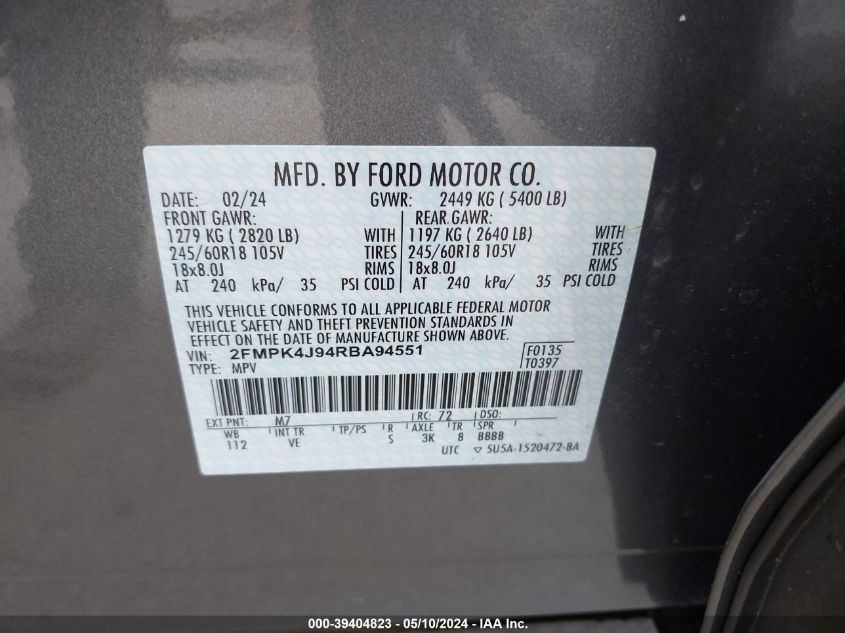 MFD. BY FORD MOTOR CO.
DATE: 02/24 GVWR: 2449 KG ( 5400 LB)
FRONT GAWR: REAR GAWR:
1279 KG ( 2820 LB) WITH 1197 KG ( 2640 LB) WITH
245/60R18 105V TIRES 245/60R18 105V TIRES
18x8.0J RIMS 18x8.0J RIMS
AT 240 kPa/ 35 PSI COLD AT 240 kPa/ 35 PSI COLD
THIS VEHICLE CONFORMS TO ALL APPLICABLE FEDERAL MOTOR
VEHICLE SAFETY AND THEFT PREVENTION STANDARDS IN
EFFECT ON THE DATE OF MANUFACTURE SHOWN ABOVE.
VIN: 2FMPK4J94RBA94551 F0135
TYPE: MPV T0397
EXT PNT: M7 RC: 72 DSO:
WB INT TR TP/PS R AXLE TR SPR
112 VE S 3K 8 BBBB
UTC ▽ 5U5A-1520472-BA
000-39404823 - 05/10/2024 - IAA Inc.